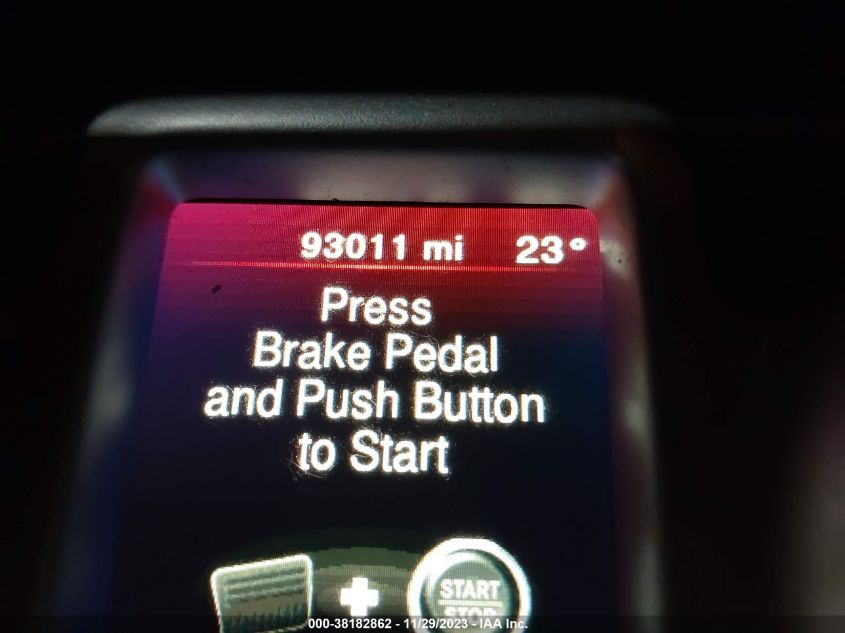 93011 mi 23°
Press
Brake Pedal
and Push Button
to Start
START
STOP
000-38182862 - 11/29/2023 - IAA Inc.